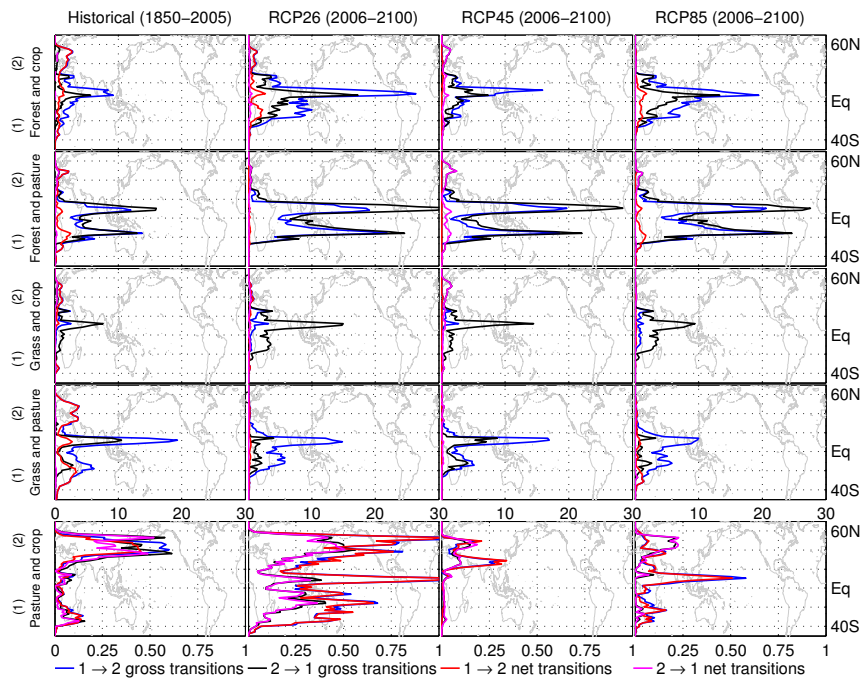 Historical (1850−2005) RCP26 (2006−2100) RCP45 (2006−2100) RCP85 (2006−2100)
(1) (2)
Forest and crop
60N
Eq
40S
(1) (2)
Forest and pasture
60N
Eq
40S
(1) (2)
Grass and crop
60N
Eq
40S
(1) (2)
Grass and pasture
60N
Eq
40S
0 10 20 30 10 20 30 10 20 30 10 20 30
(1) (2)
Pasture and crop
60N
Eq
40S
0 0.25 0.5 0.75 1 0.25 0.5 0.75 1 0.25 0.5 0.75 1 0.25 0.5 0.75 1
1 → 2 gross transitions 2 → 1 gross transitions 1 → 2 net transitions 2 → 1 net transitions